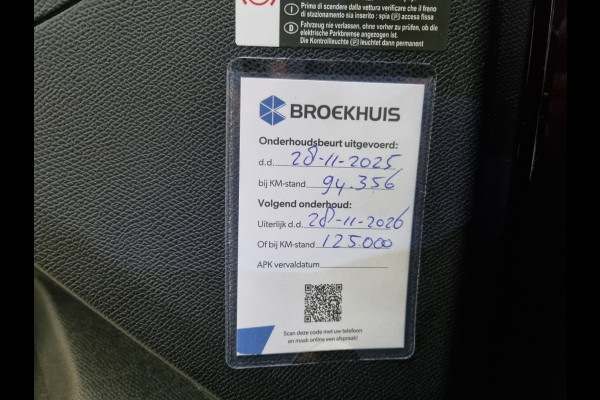 Prima di scendere dalla vettura verificare che il freno
di stazionamento sia inserito : spia (P) accesa fissa
D Fahrzeug nie verlassen, ohne vorher zu prüfen, ob die
elektrische Parkbremse angezogen ist.
Die Kontrolleuchte (P) leuchtet dann permanent
BROEKHUIS
Onderhoudsbeurt uitgevoerd:
d.d. 28-11-2025
bij KM-stand 94.356
Volgend onderhoud:
Uiterlijk d.d. 28-11-2026
Of bij KM-stand 125000
APK vervaldatum
Scan deze code met uw telefoon
en maak online een afspraak!